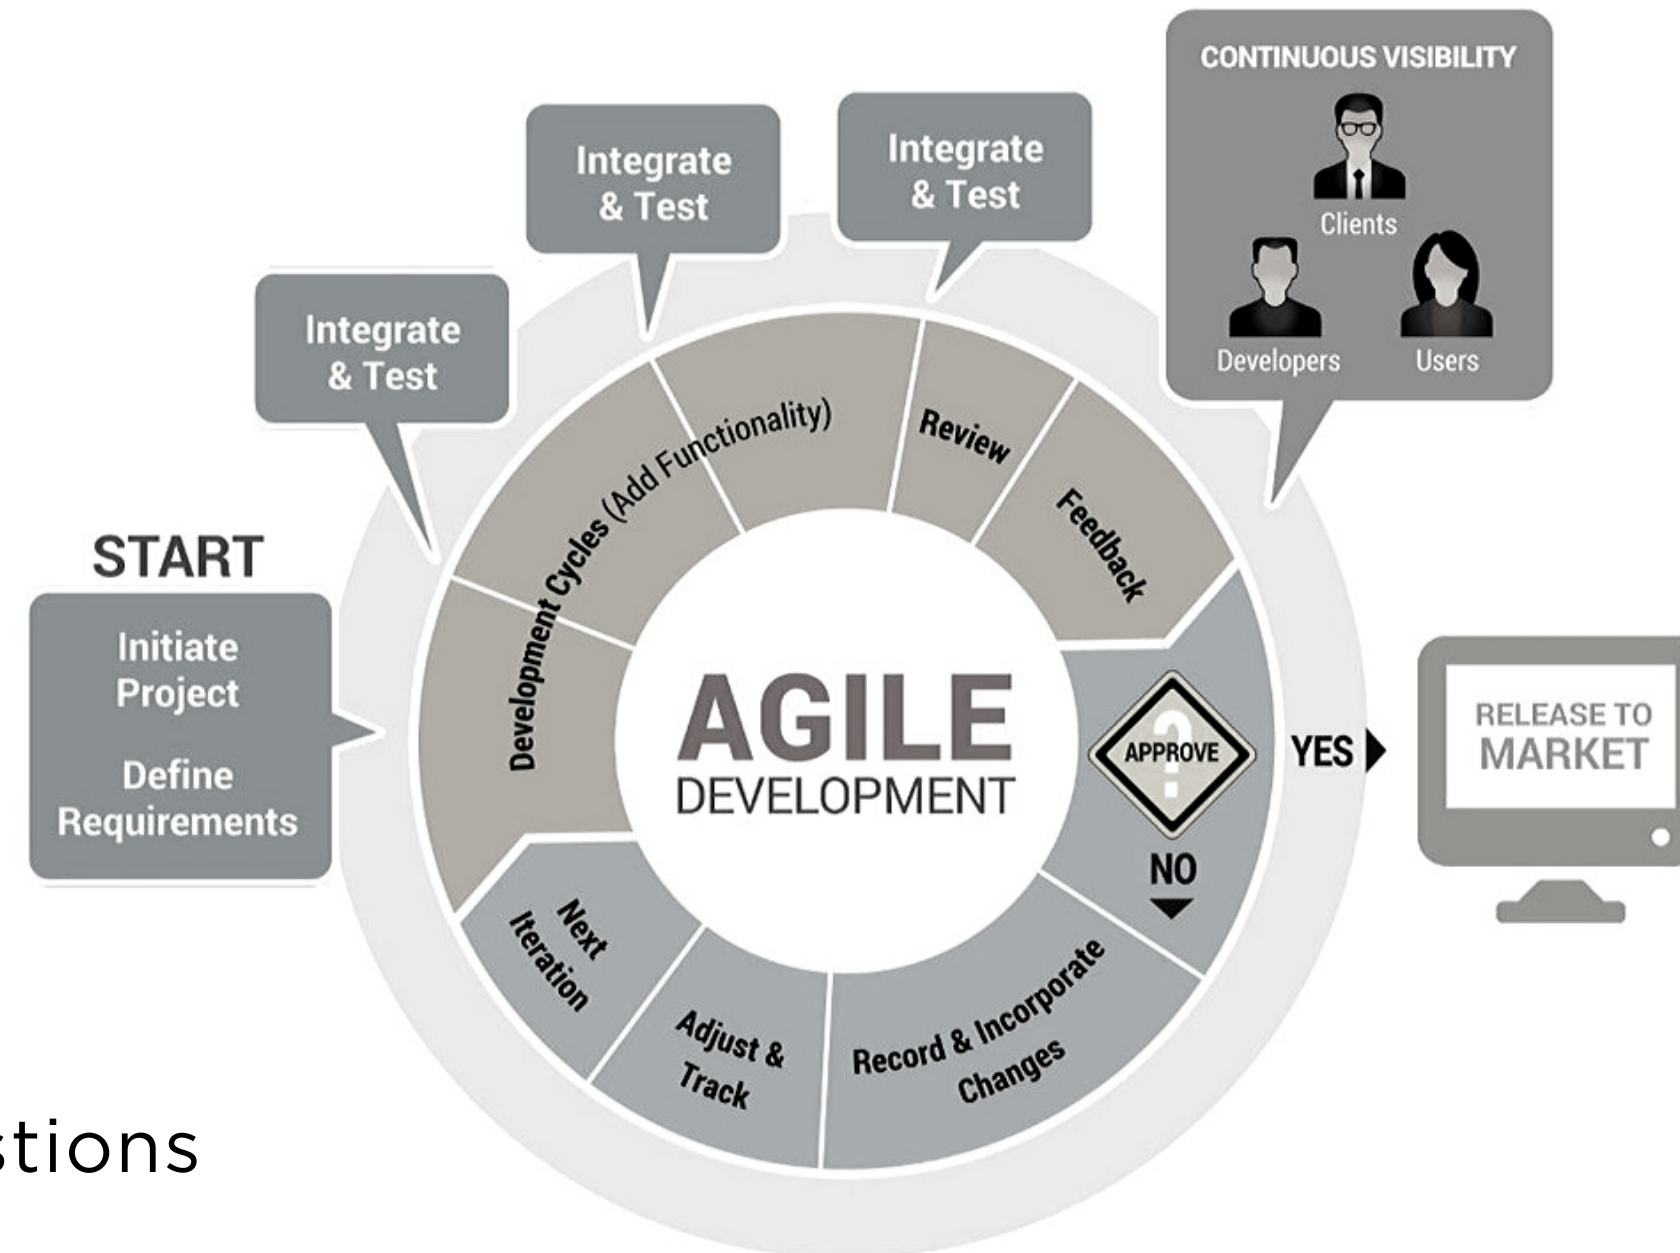 CONTINUOUS VISIBILITY
Clients
Developers
Users
Integrate
& Test
Integrate
& Test
Integrate
& Test
START
Initiate
Project
Define
Requirements
Development Cycles (Add Functionality)
Review
Feedback
AGILE
DEVELOPMENT
?
APPROVE
YES
NO
RELEASE TO
MARKET
Record & Incorporate
Changes
Adjust &
Track
Next
Iteration
stions